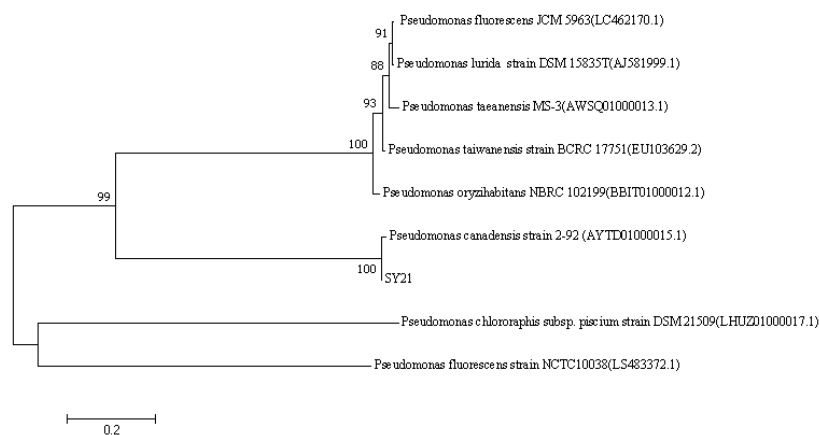 Pseudomonas fluorescens JCM 5963(LC462170.1)
91
Pseudomonas lurida strain DSM 15835T(AJ581999.1)
88
Pseudomonas taeanensis MS-3(AWSQ01000013.1)
93
Pseudomonas taiwanensis strain BCRC 17751(EU103629.2)
100
Pseudomonas oryzihabitans NBRC 102199(BBIT01000012.1)
99
Pseudomonas canadensis strain 2-92 (AYTD01000015.1)
100
SY21
Pseudomonas chlororaphis subsp. piscium strain DSM21509(LHUZ01000017.1)
Pseudomonas fluorescens strain NCTC10038(LS483372.1)
0.2